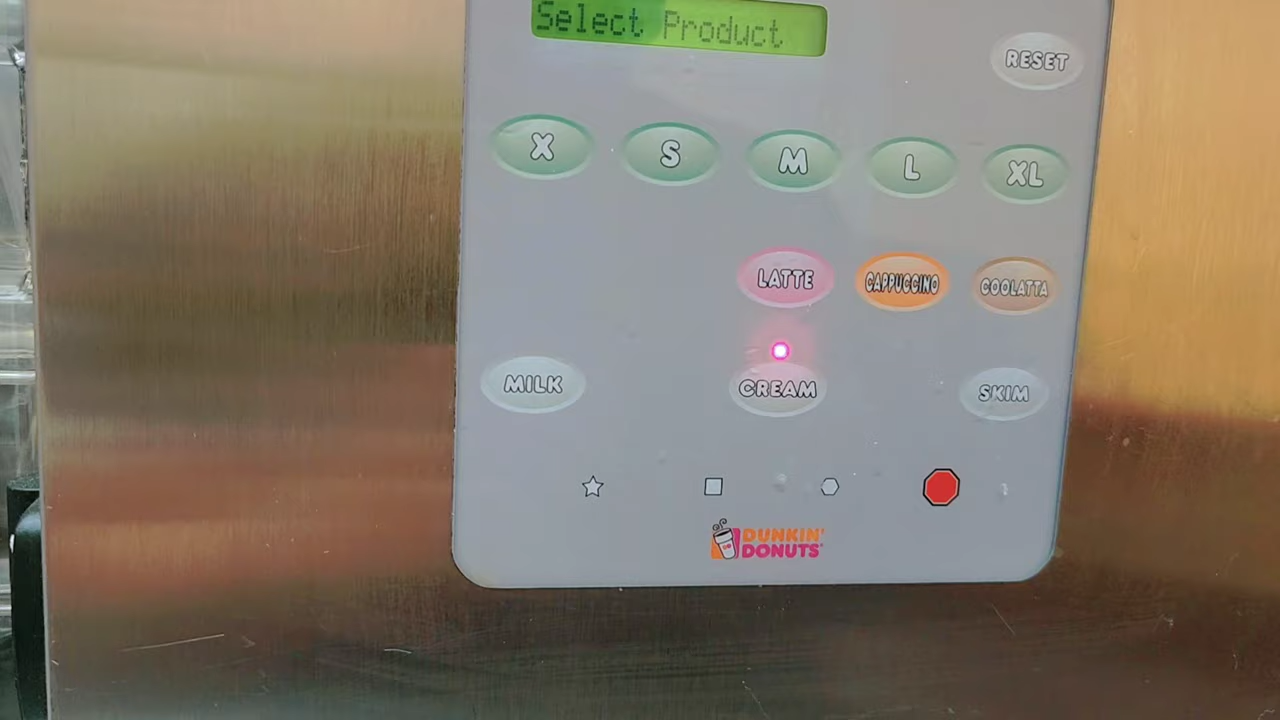 Select Product
RESET
X S M L XL
LATTE CAPPUCCINO COOLATTA
MILK CREAM SKIM
DUNKIN'
DONUTS